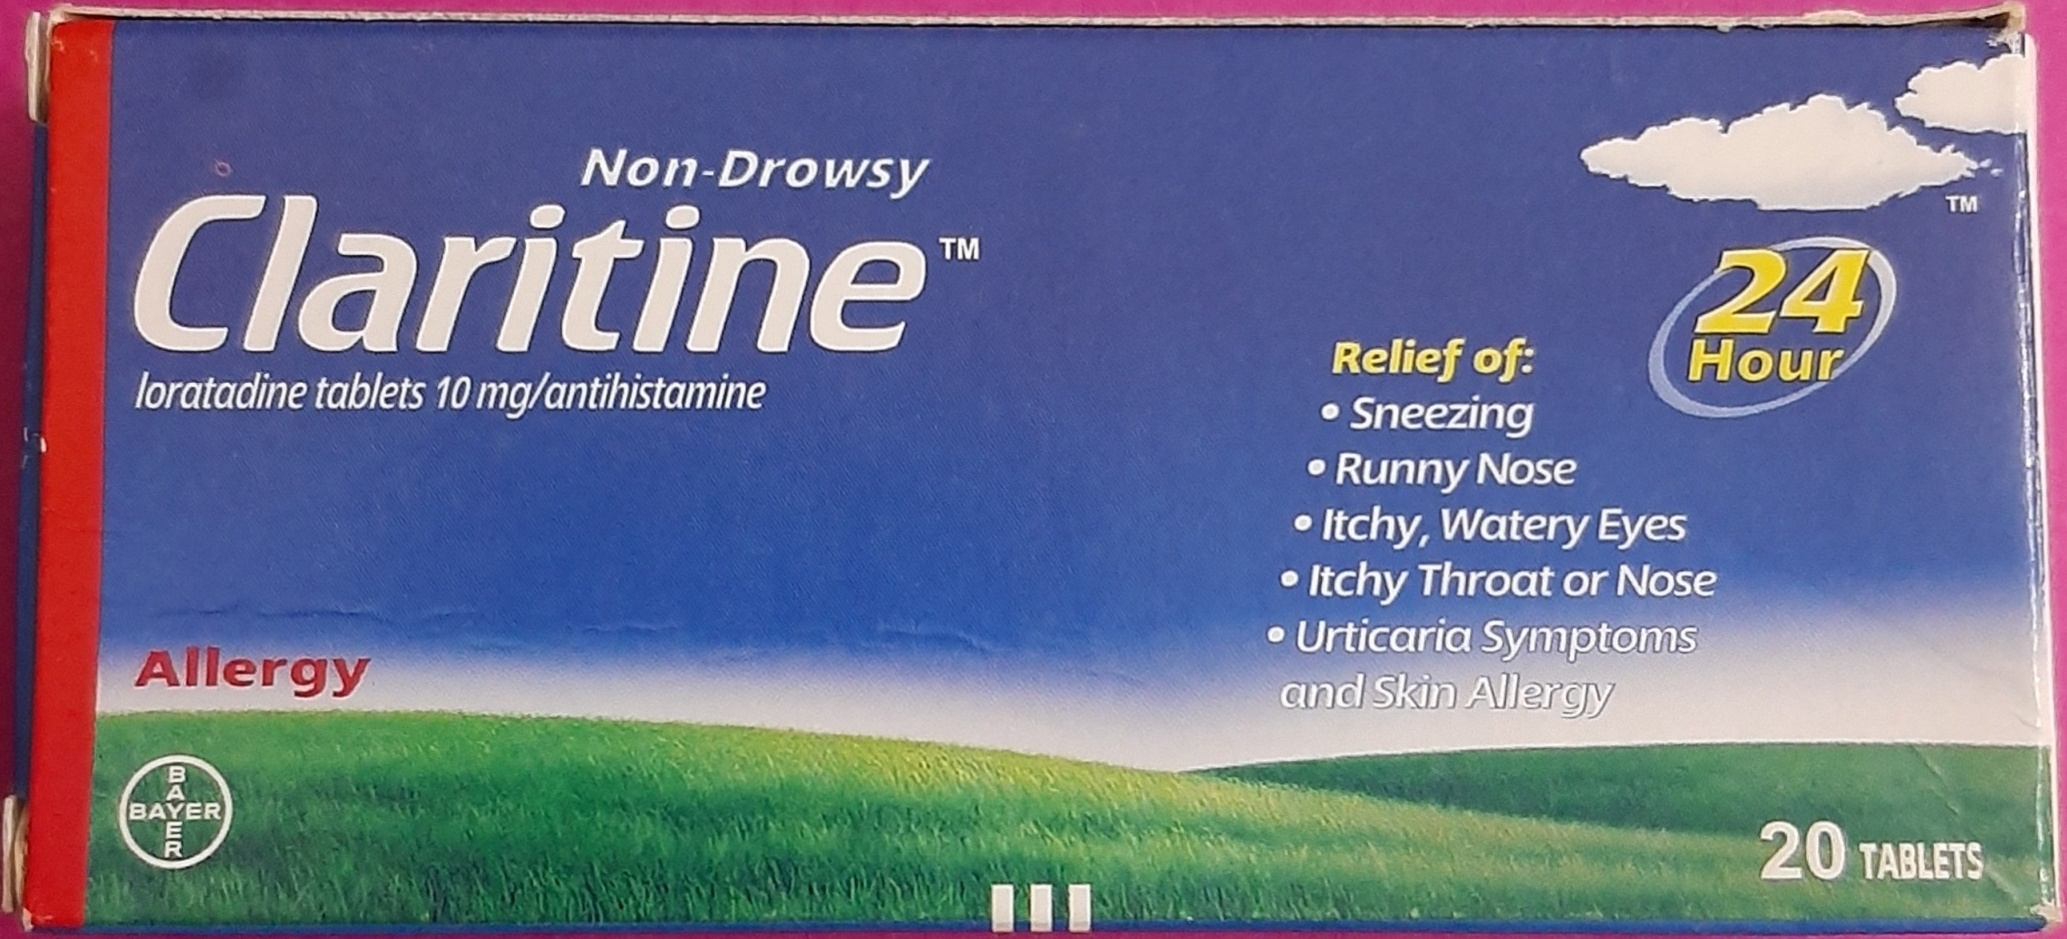 Non-Drowsy
Claritine™
loratadine tablets 10 mg/antihistamine
™
24
Hour
Relief of:
• Sneezing
• Runny Nose
• Itchy, Watery Eyes
• Itchy Throat or Nose
• Urticaria Symptoms
and Skin Allergy
Allergy
BAYER
BAYER
20 TABLETS